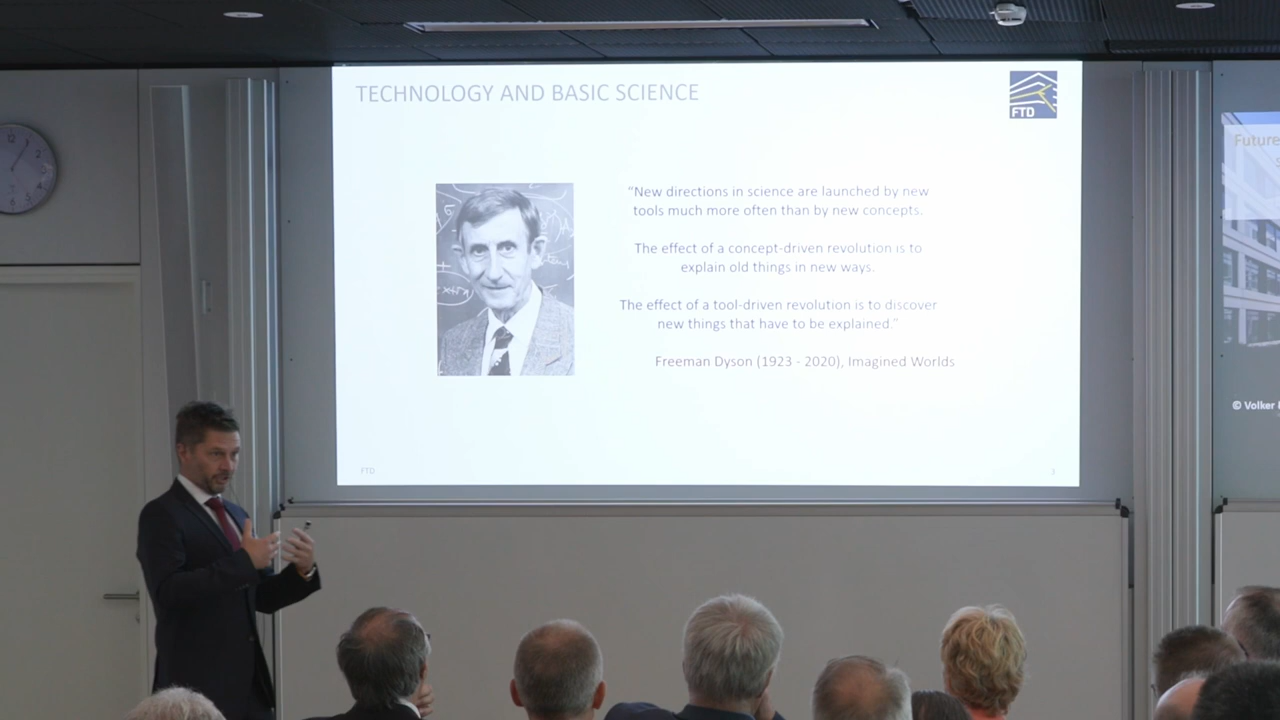 TECHNOLOGY AND BASIC SCIENCE
FTD
"New directions in science are launched by new
tools much more often than by new concepts.
The effect of a concept-driven revolution is to
explain old things in new ways.
The effect of a tool-driven revolution is to discover
new things that have to be explained."
Freeman Dyson (1923 - 2020), Imagined Worlds
FTD
3
Future
© Volker